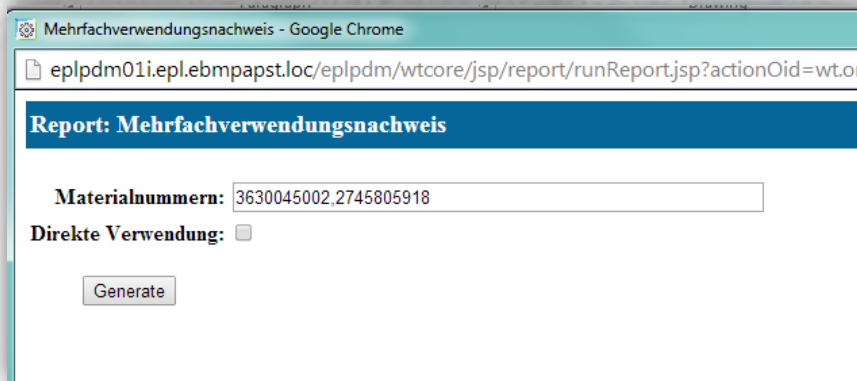 Mehrfachverwendungsnachweis - Google Chrome
eplpdm01i.epl.ebmpapst.loc/eplpdm/wtcore/jsp/report/runReport.jsp?actionOid=wt.or
Report: Mehrfachverwendungsnachweis
Materialnummern: 3630045002,2745805918
Direkte Verwendung:
Generate